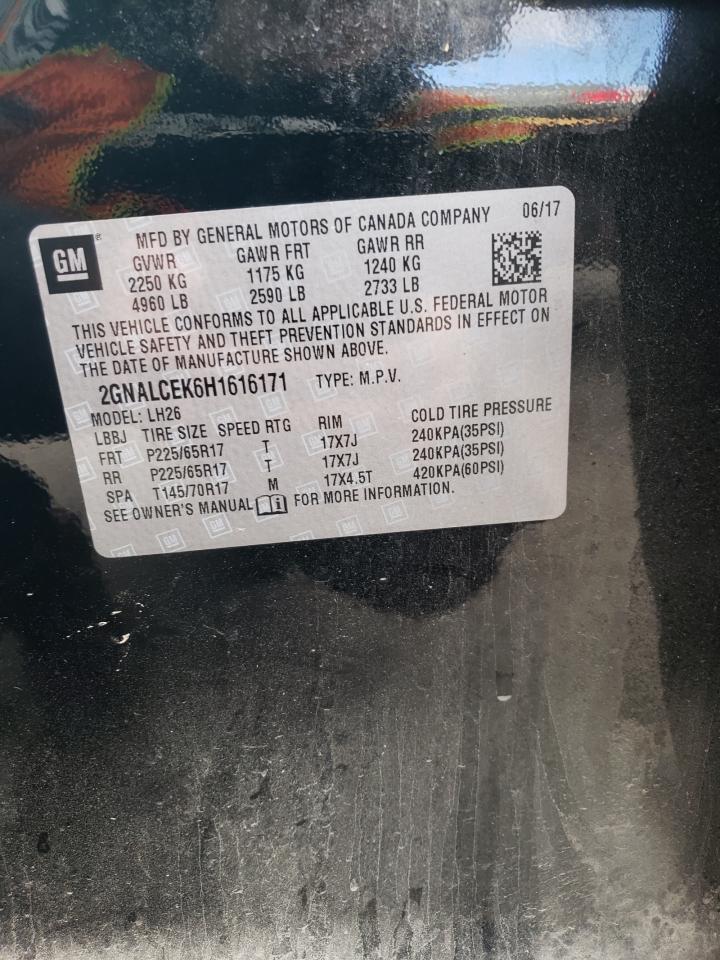 GM® MFD BY GENERAL MOTORS OF CANADA COMPANY 06/17
GVWR GAWR FRT GAWR RR
2250 KG 1175 KG 1240 KG
4960 LB 2590 LB 2733 LB
THIS VEHICLE CONFORMS TO ALL APPLICABLE U.S. FEDERAL MOTOR
VEHICLE SAFETY AND THEFT PREVENTION STANDARDS IN EFFECT ON
THE DATE OF MANUFACTURE SHOWN ABOVE.
2GNALCEK6H1616171 TYPE: M.P.V.
MODEL: LH26
LBBJ TIRE SIZE SPEED RTG RIM COLD TIRE PRESSURE
FRT P225/65R17 T 17X7J 240KPA(35PSI)
RR P225/65R17 T 17X7J 240KPA(35PSI)
SPA T145/70R17 M 17X4.5T 420KPA(60PSI)
SEE OWNER'S MANUAL FOR MORE INFORMATION.